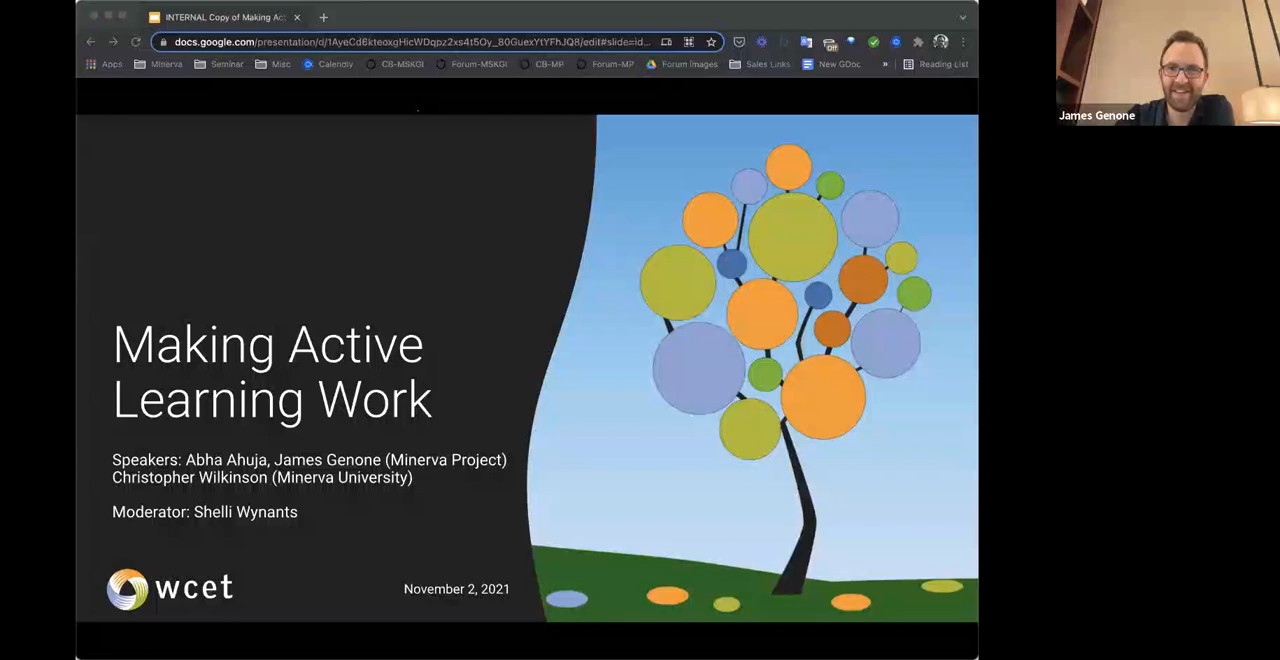 INTERNAL Copy of Making Ac
docs.google.com/presentation/d/1AyeCd6kteoxgHicWDqpz2xs4t5Oy_80GuexYtYFhJQ8/edit#slide=id...
Off
Apps Minerva Seminar Misc Calendly CB-MSKGI Forum-MSKGI CB-MP Forum-MP Forum Images Sales Links New GDoc » Reading List
James Genone
Making Active
Learning Work
Speakers: Abha Ahuja, James Genone (Minerva Project)
Christopher Wilkinson (Minerva University)
Moderator: Shelli Wynants
wcet
November 2, 2021